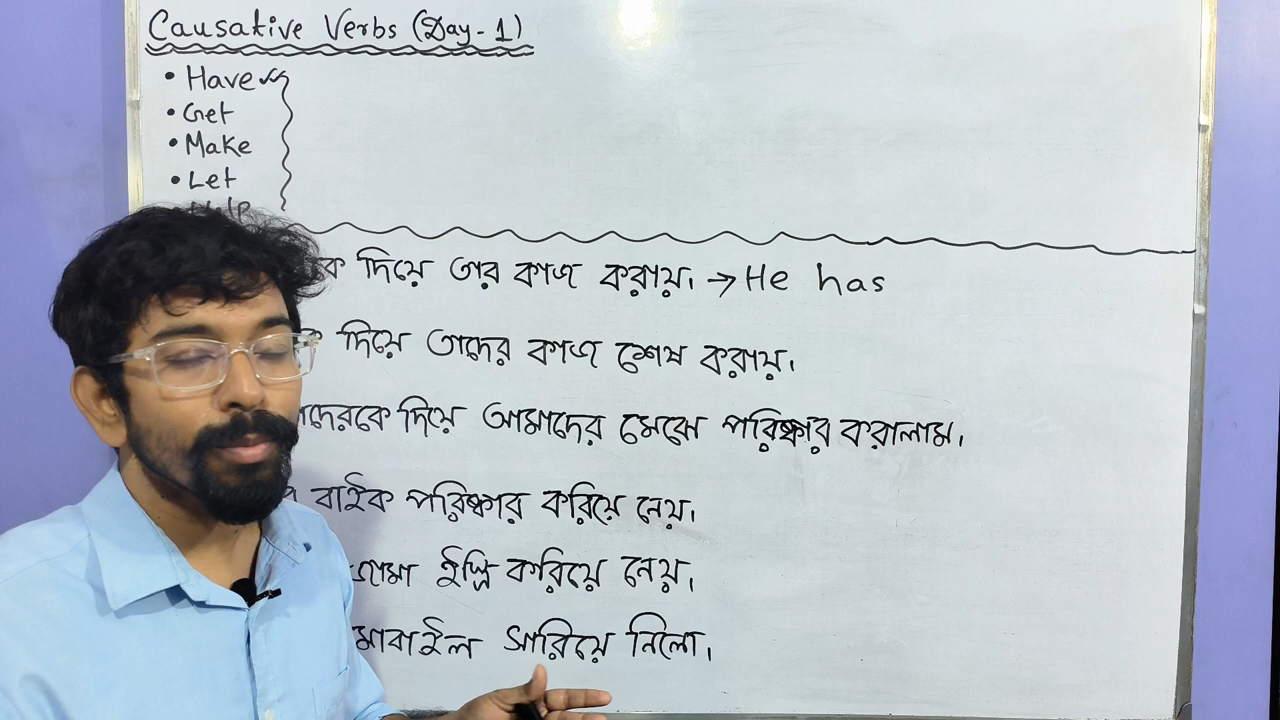 Causative Verbs (Day-1)
• Have
• Get
• Make
• Let
• Help
কে দিয়ে তার কাজ করায়। → He has
দিয়ে তাদের কাজ শেষ করায়।
দেরকে দিয়ে আমাদের মেঝে পরিষ্কার করালাম।
বাইক পরিষ্কার করিয়ে নেয়।
জামা ইস্ত্রি করিয়ে নেয়।
মোবাইল সারিয়ে নিলো।